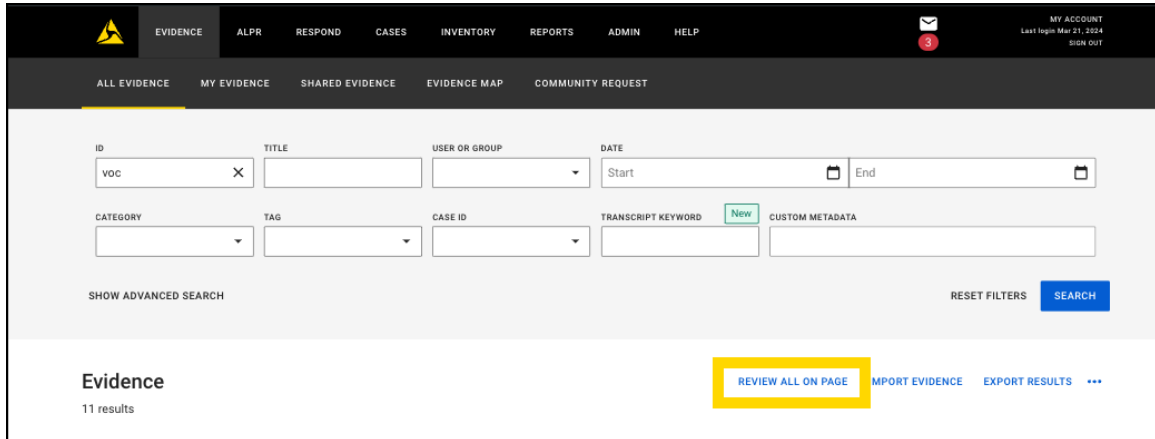 EVIDENCE ALPR RESPOND CASES INVENTORY REPORTS ADMIN HELP
3
MY ACCOUNT
Last login Mar 21, 2024
SIGN OUT
ALL EVIDENCE MY EVIDENCE SHARED EVIDENCE EVIDENCE MAP COMMUNITY REQUEST
ID TITLE USER OR GROUP DATE
voc Start End
CATEGORY TAG CASE ID TRANSCRIPT KEYWORD New CUSTOM METADATA
SHOW ADVANCED SEARCH RESET FILTERS SEARCH
Evidence
REVIEW ALL ON PAGE MPORT EVIDENCE EXPORT RESULTS •••
11 results